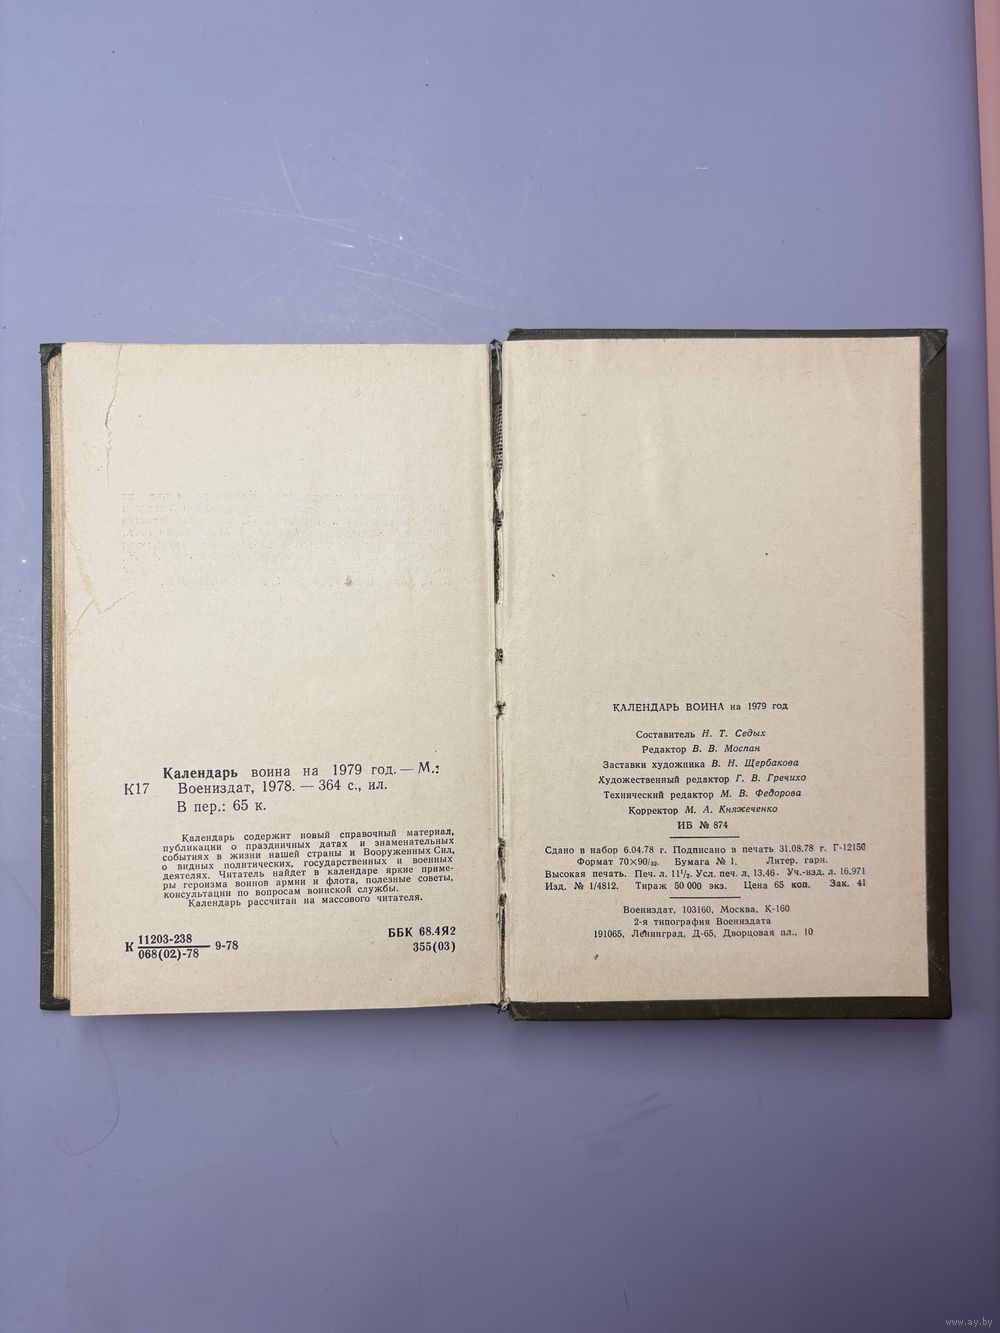 Календарь воина на 1979 год. — М.:
К17 Воениздат, 1978. — 364 с., ил.
В пер.: 65 к.
Календарь содержит новый справочный материал,
публикации о праздничных датах и знаменательных
событиях в жизни нашей страны и Вооруженных Сил,
о видных политических, государственных и военных
деятелях. Читатель найдет в календаре яркие приме-
ры героизма воинов армии и флота, полезные советы,
консультации по вопросам воинской службы.
Календарь рассчитан на массового читателя.
К 11203-238
068(02)-78 9-78
ББК 68.4Я2
355(03)
КАЛЕНДАРЬ ВОИНА на 1979 год
Составитель Н. Т. Седых
Редактор В. В. Моспан
Заставки художника В. Н. Щербакова
Художественный редактор Г. В. Гречихо
Технический редактор М. В. Федорова
Корректор М. А. Княжеченко
ИБ № 874
Сдано в набор 6.04.78 г. Подписано в печать 31.08.78 г. Г-12150
Формат 70×90/32. Бумага № 1. Литер. гарн.
Высокая печать. Печ. л. 11 1/2. Усл. печ. л. 13,46. Уч.-изд. л. 16,971
Изд. № 1/4812. Тираж 50 000 экз. Цена 65 коп. Зак. 41
Воениздат, 103160, Москва, К-160
2-я типография Воениздата
191065, Ленинград, Д-65, Дворцовая пл., 10
www.ay.by